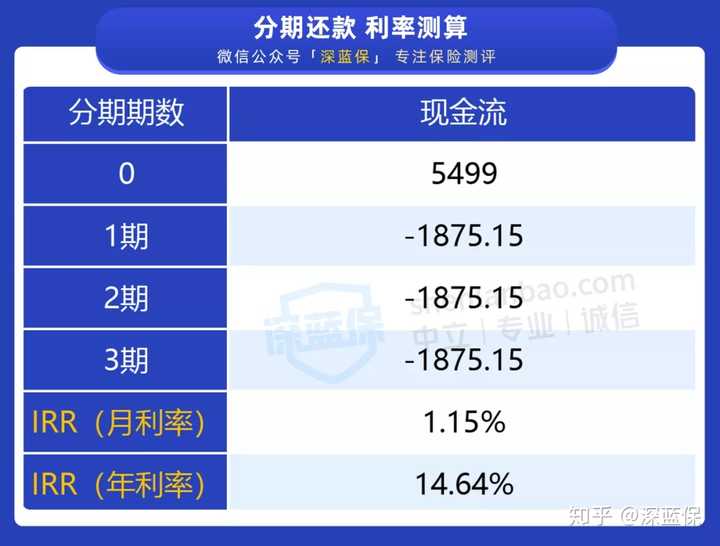 分期还款 利率测算
微信公众号「深蓝保」 专注保险测评
分期期数 现金流
0 5499
1期 -1875.15
2期 -1875.15
3期 -1875.15
IRR（月利率） 1.15%
IRR（年利率） 14.64%
深蓝保
shenlanbao.com
中立｜专业｜诚信
知乎 @深蓝保